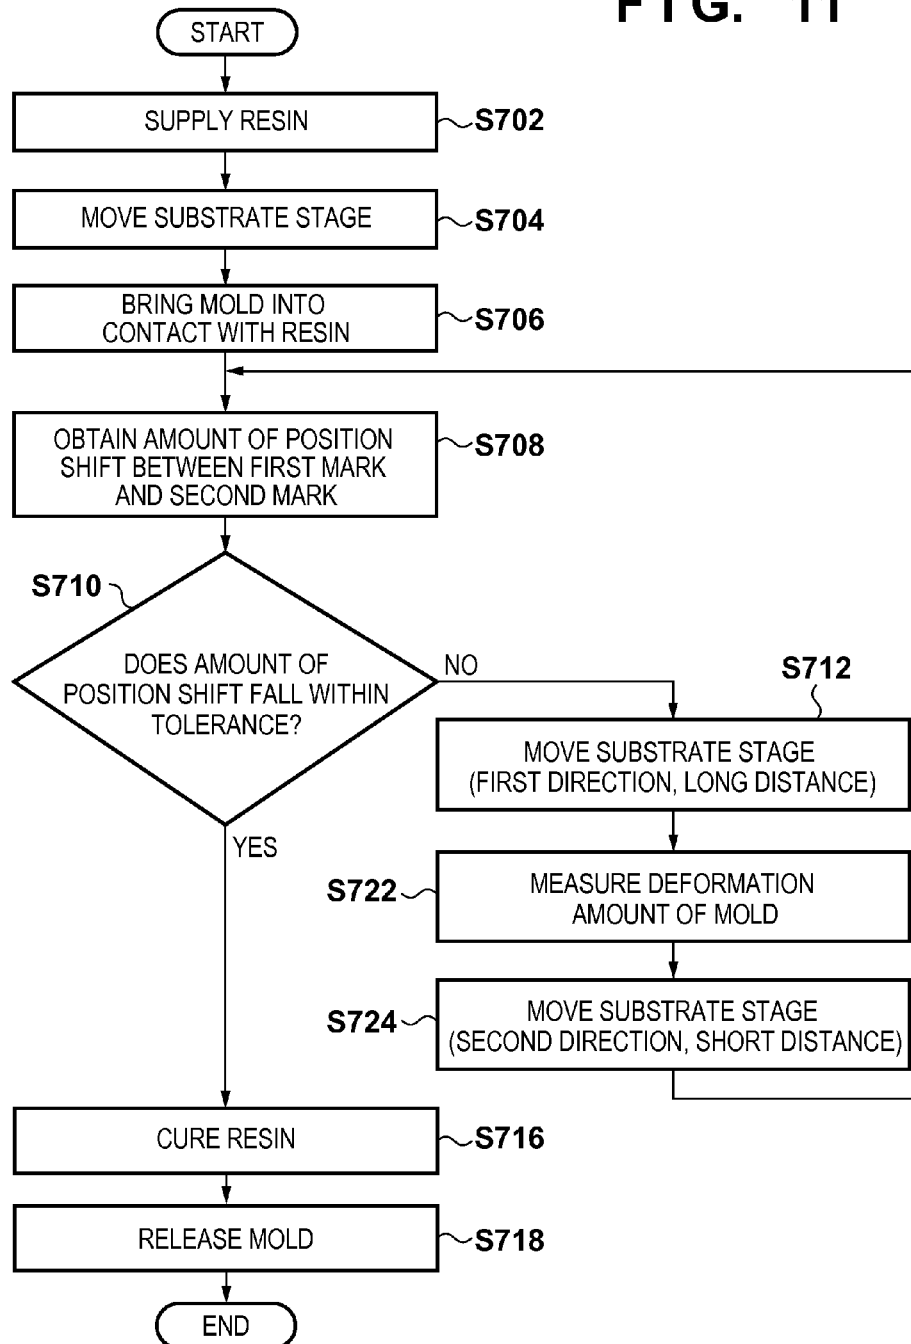 FIG. 11
START
SUPPLY RESIN
S702
MOVE SUBSTRATE STAGE
S704
BRING MOLD INTO
CONTACT WITH RESIN
S706
OBTAIN AMOUNT OF POSITION
SHIFT BETWEEN FIRST MARK
AND SECOND MARK
S708
S710
DOES AMOUNT OF
POSITION SHIFT FALL WITHIN
TOLERANCE?
NO
YES
S712
MOVE SUBSTRATE STAGE
(FIRST DIRECTION, LONG DISTANCE)
S722
MEASURE DEFORMATION
AMOUNT OF MOLD
S724
MOVE SUBSTRATE STAGE
(SECOND DIRECTION, SHORT DISTANCE)
CURE RESIN
S716
RELEASE MOLD
S718
END